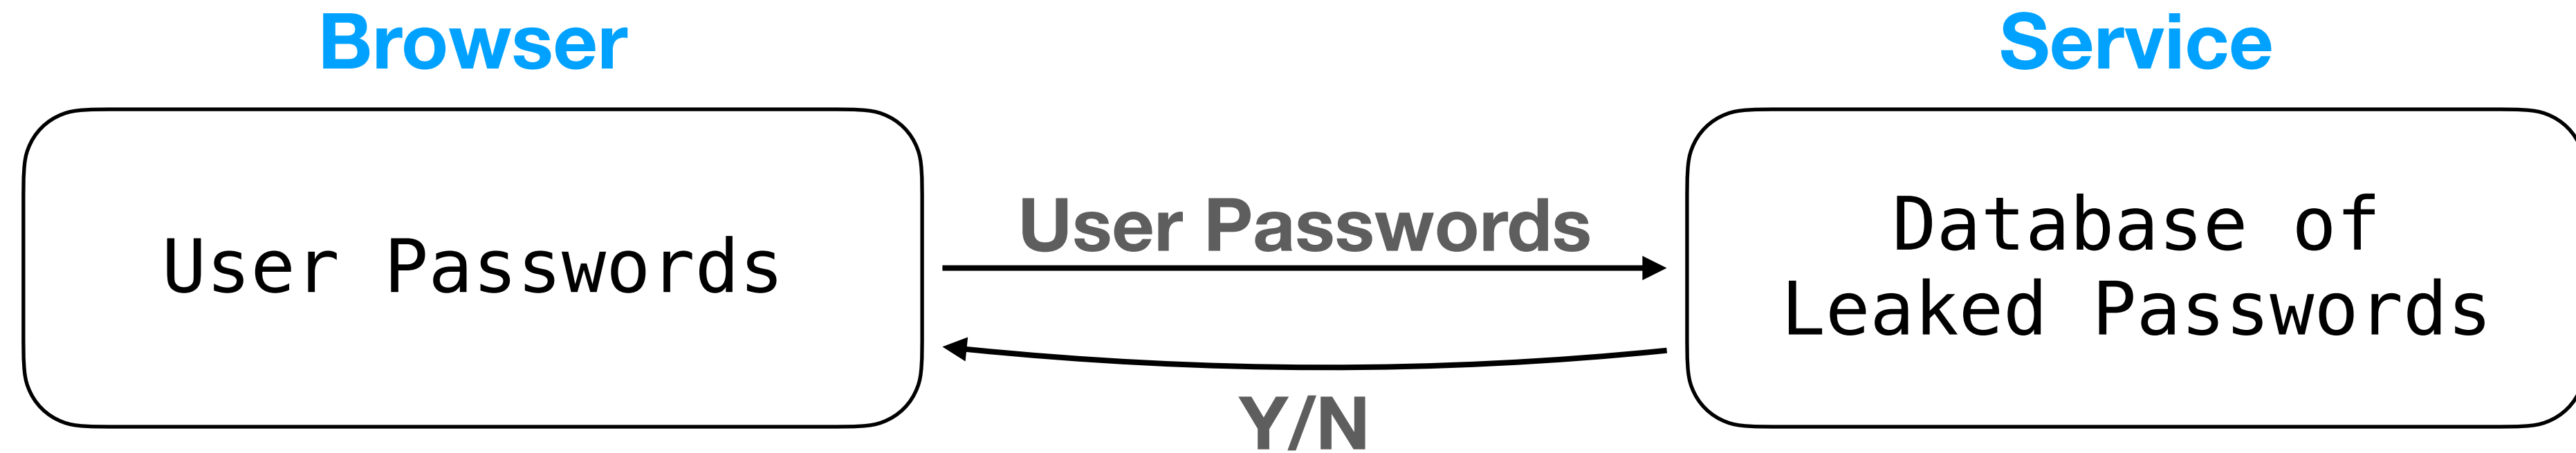 Browser
Service
User Passwords
User Passwords
Database of
Leaked Passwords
Y/N